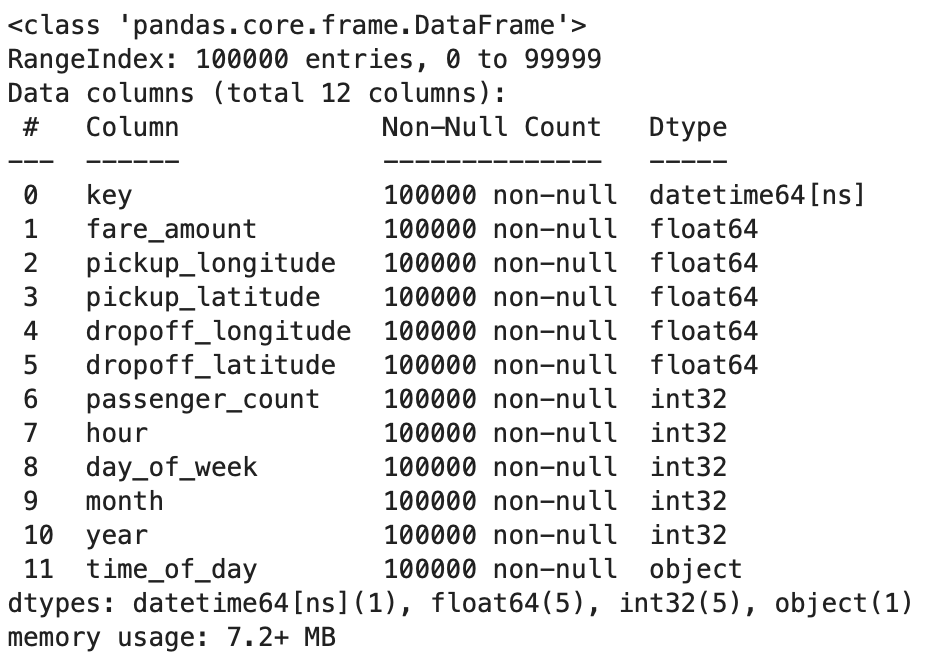 <class 'pandas.core.frame.DataFrame'>
RangeIndex: 100000 entries, 0 to 99999
Data columns (total 12 columns):
 #   Column             Non-Null Count   Dtype
---  ------             --------------   -----
 0   key                100000 non-null  datetime64[ns]
 1   fare_amount        100000 non-null  float64
 2   pickup_longitude   100000 non-null  float64
 3   pickup_latitude    100000 non-null  float64
 4   dropoff_longitude  100000 non-null  float64
 5   dropoff_latitude   100000 non-null  float64
 6   passenger_count    100000 non-null  int32
 7   hour               100000 non-null  int32
 8   day_of_week        100000 non-null  int32
 9   month              100000 non-null  int32
 10  year               100000 non-null  int32
 11  time_of_day        100000 non-null  object
dtypes: datetime64[ns](1), float64(5), int32(5), object(1)
memory usage: 7.2+ MB